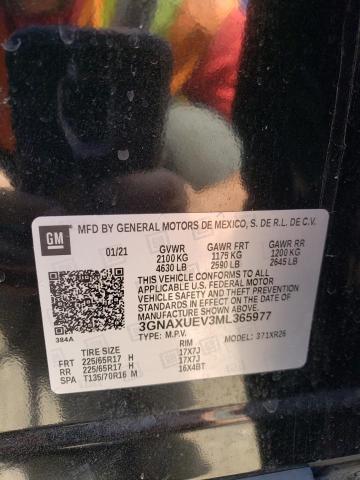 GM
MFD BY GENERAL MOTORS DE MEXICO, S. DE R.L. DE C.V.
01/21 GVWR GAWR FRT GAWR RR
2100 KG 1175 KG 1200 KG
4630 LB 2590 LB 2645 LB
THIS VEHICLE CONFORMS TO ALL
APPLICABLE U.S. FEDERAL MOTOR
VEHICLE SAFETY AND THEFT PREVENTION
STANDARDS IN EFFECT ON THE DATE OF
MANUFACTURE SHOWN ABOVE.
3GNAXUEV3ML365977
384A TYPE: M.P.V. MODEL: 371XR26
TIRE SIZE RIM
FRT 225/65R17 H 17X7J
RR 225/65R17 H 17X7J
SPA T135/70R16 M 16X4BT